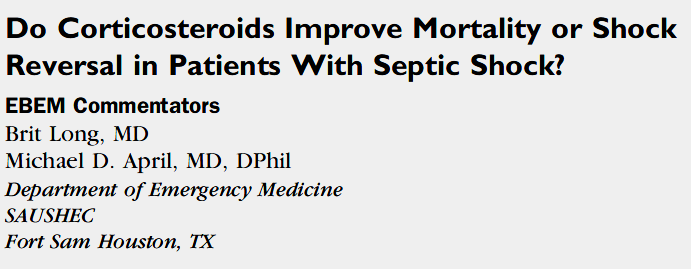 Do Corticosteroids Improve Mortality or Shock
Reversal in Patients With Septic Shock?
EBEM Commentators
Brit Long, MD
Michael D. April, MD, DPhil
Department of Emergency Medicine
SAUSHEC
Fort Sam Houston, TX